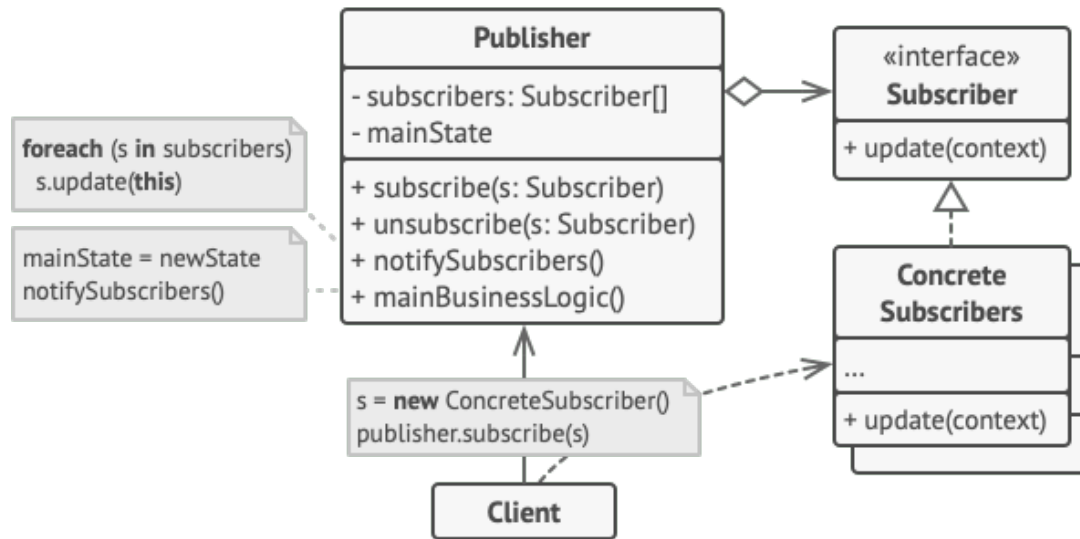 Publisher
- subscribers: Subscriber[]
- mainState
+ subscribe(s: Subscriber)
+ unsubscribe(s: Subscriber)
+ notifySubscribers()
+ mainBusinessLogic()
«interface»
Subscriber
+ update(context)
foreach (s in subscribers)
s.update(this)
mainState = newState
notifySubscribers()
Concrete
Subscribers
...
+ update(context)
s = new ConcreteSubscriber()
publisher.subscribe(s)
Client